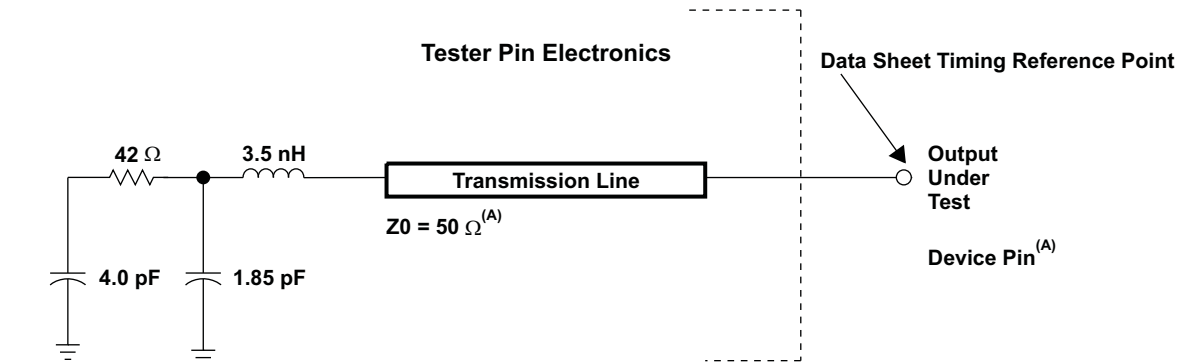 Tester Pin Electronics
Data Sheet Timing Reference Point
42 Ω
3.5 nH
Transmission Line
Output
Under
Test
Z0 = 50 Ω(A)
Device Pin(A)
4.0 pF
1.85 pF